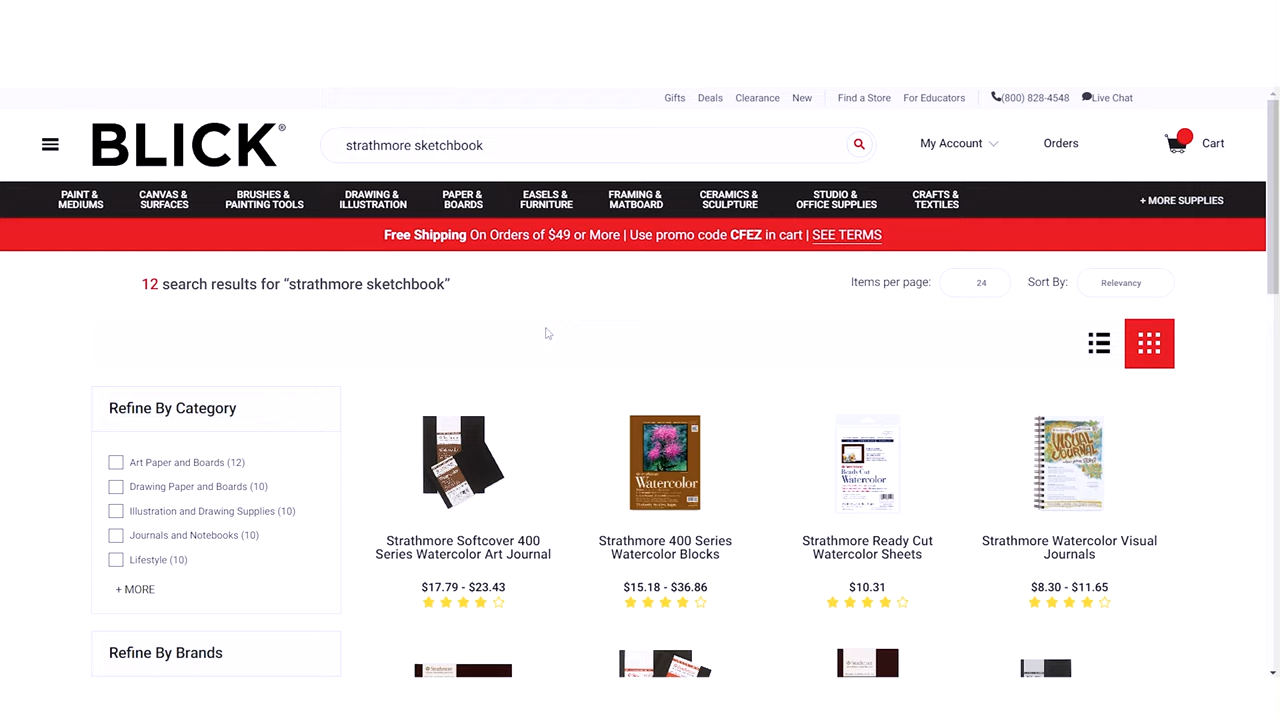 Gifts Deals Clearance New Find a Store For Educators (800) 828-4548 Live Chat
BLICK®
strathmore sketchbook
My Account Orders Cart
PAINT & MEDIUMS
CANVAS & SURFACES
BRUSHES & PAINTING TOOLS
DRAWING & ILLUSTRATION
PAPER & BOARDS
EASELS & FURNITURE
FRAMING & MATBOARD
CERAMICS & SCULPTURE
STUDIO & OFFICE SUPPLIES
CRAFTS & TEXTILES
+ MORE SUPPLIES
Free Shipping On Orders of $49 or More | Use promo code CFEZ in cart | SEE TERMS
12 search results for “strathmore sketchbook”
Items per page: 24 Sort By: Relevancy
Refine By Category
Art Paper and Boards (12)
Drawing Paper and Boards (10)
Illustration and Drawing Supplies (10)
Journals and Notebooks (10)
Lifestyle (10)
+ MORE
Refine By Brands
Watercolor
Ready Cut
Watercolor
VISUAL
JOURNAL
Strathmore Softcover 400
Series Watercolor Art Journal
$17.79 - $23.43
Strathmore 400 Series
Watercolor Blocks
$15.18 - $36.86
Strathmore Ready Cut
Watercolor Sheets
$10.31
Strathmore Watercolor Visual
Journals
$8.30 - $11.65